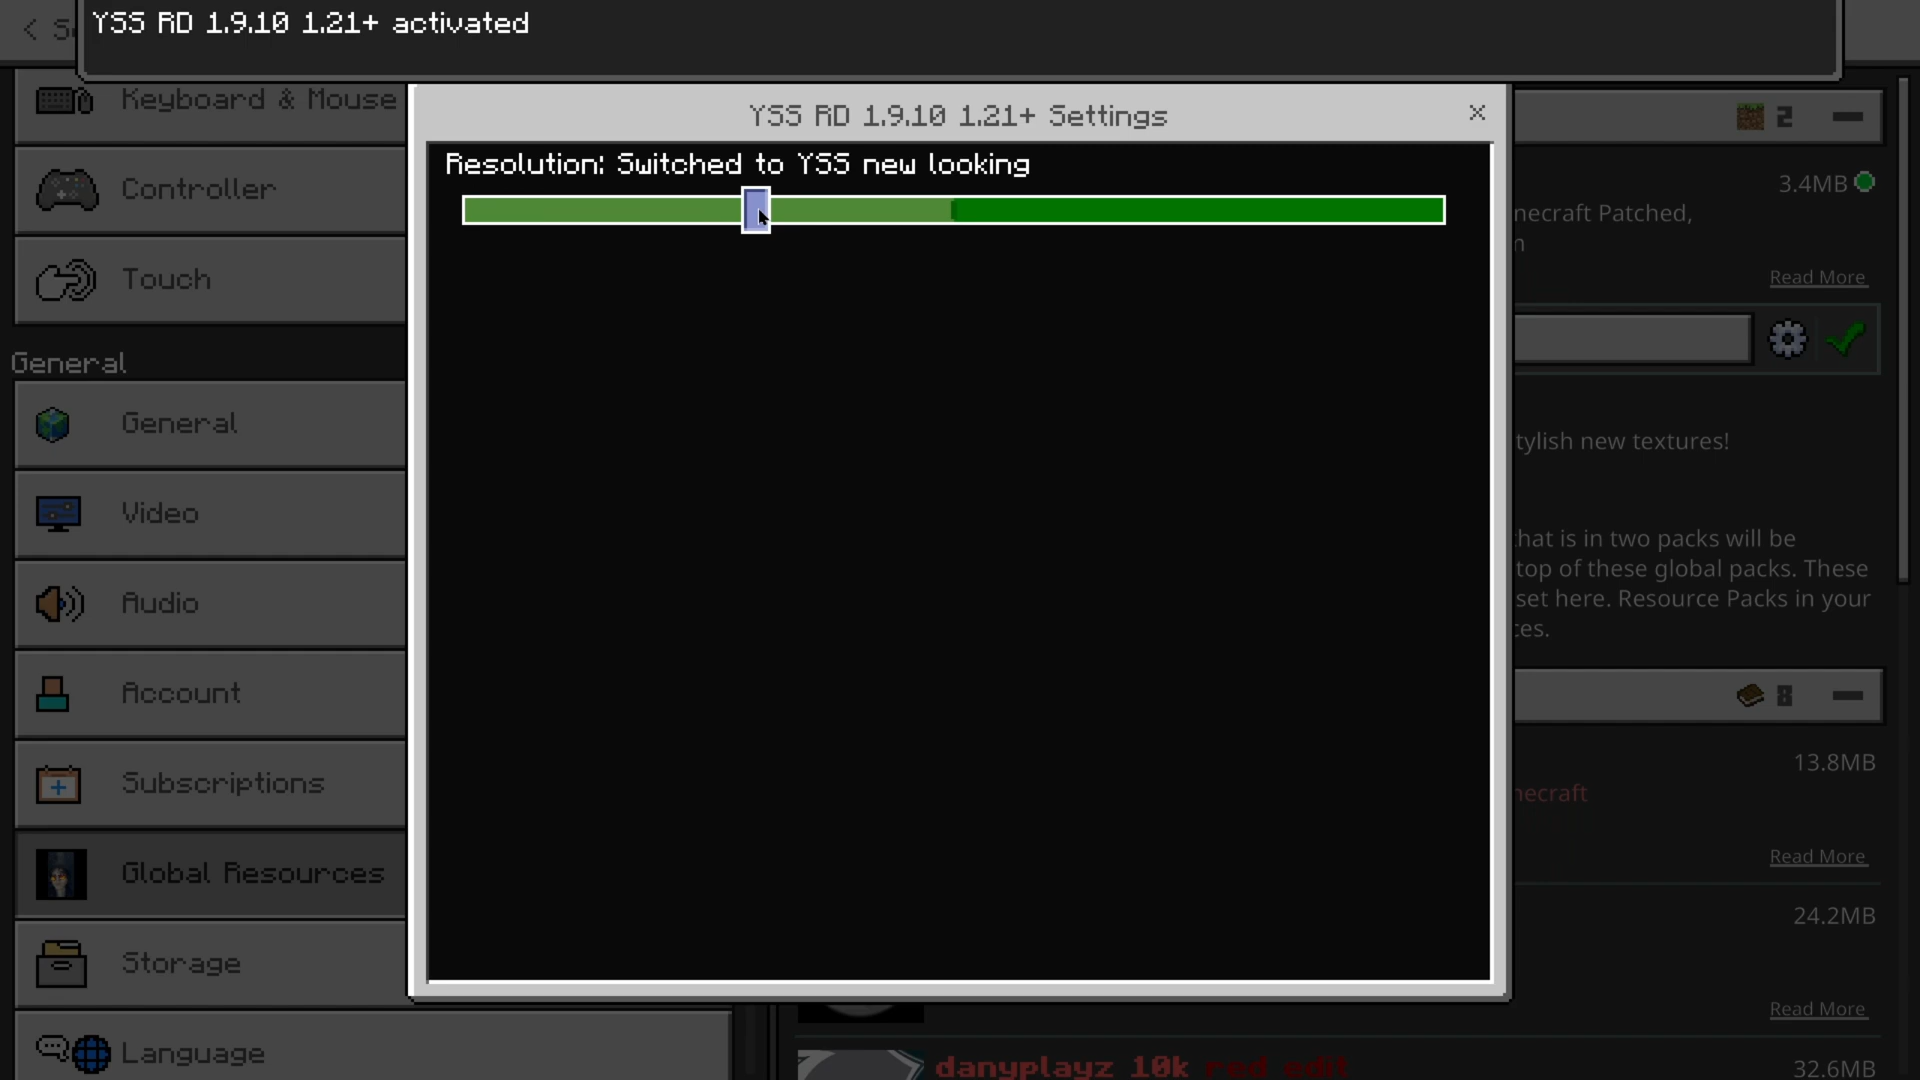 YSS RD 1.9.10 1.21+ activated
Keyboard & Mouse
Controller
Touch
General
General
Video
Audio
Account
Subscriptions
Global Resources
Storage
Language
YSS RD 1.9.10 1.21+ Settings
Resolution: Switched to YSS new looking
2
3.4MB
necraft Patched,
Read More
tylish new textures!
that is in two packs will be
top of these global packs. These
set here. Resource Packs in your
ces.
8
13.8MB
necraft
Read More
24.2MB
Read More
danyplayz 10k red edit
32.6MB